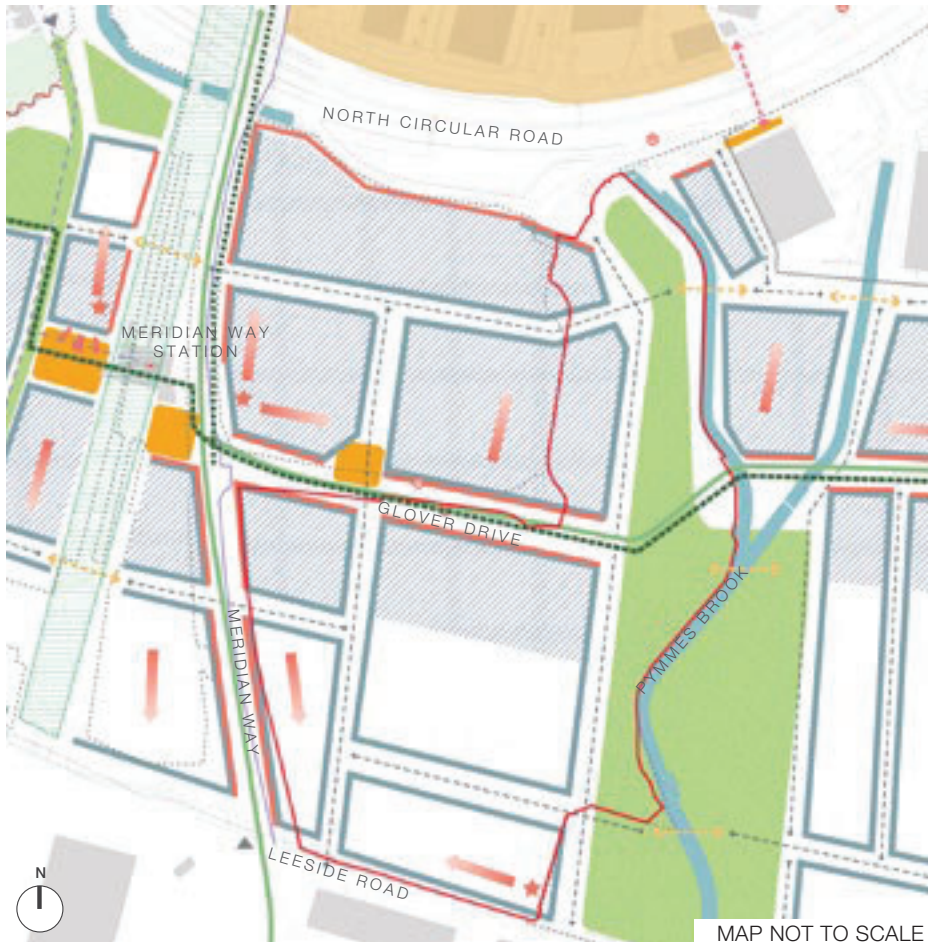 NORTH CIRCULAR ROAD
MERIDIAN WAY
STATION
GLOVER DRIVE
PYMMES BROOK
MERIDIAN WAY
LEESIDE ROAD
N
MAP NOT TO SCALE